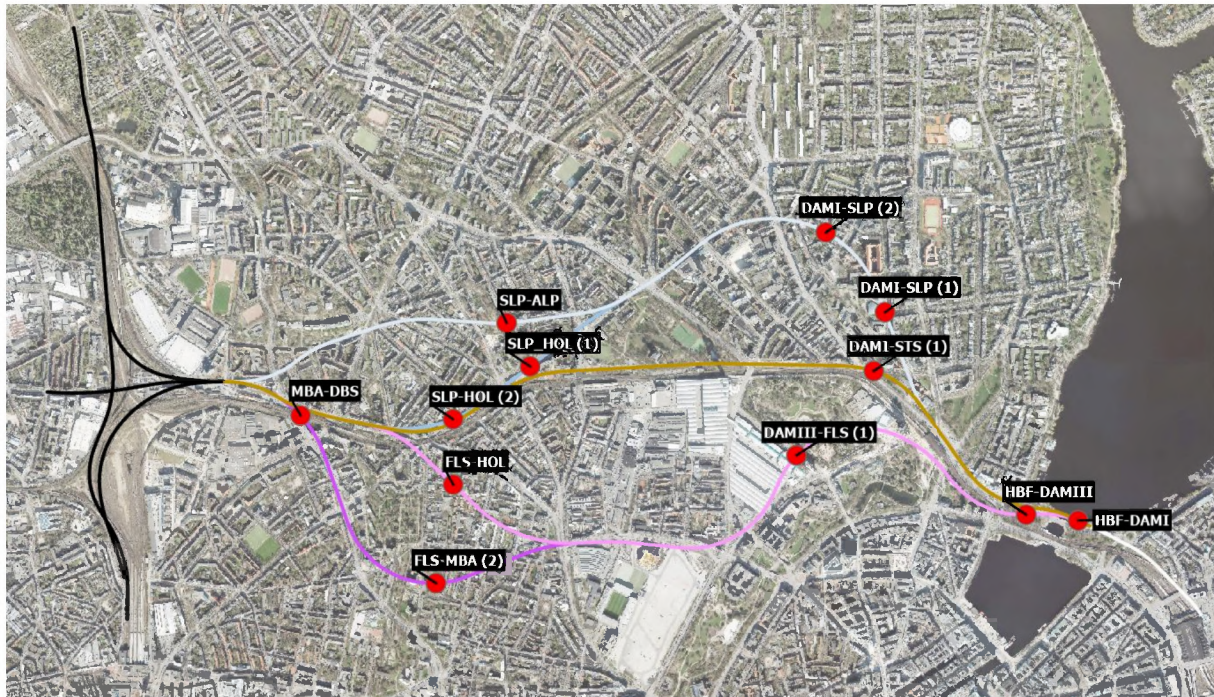 DAMI-SLP (2)
DAMI-SLP (1)
SLP-ALP
SLP_HOL (1)
DAMI-STS (1)
MBA-DBS
SLP-HOL (2)
DAMIII-FLS (1)
FLS-HOL
HBF-DAMIII
HBF-DAMI
FLS-MBA (2)